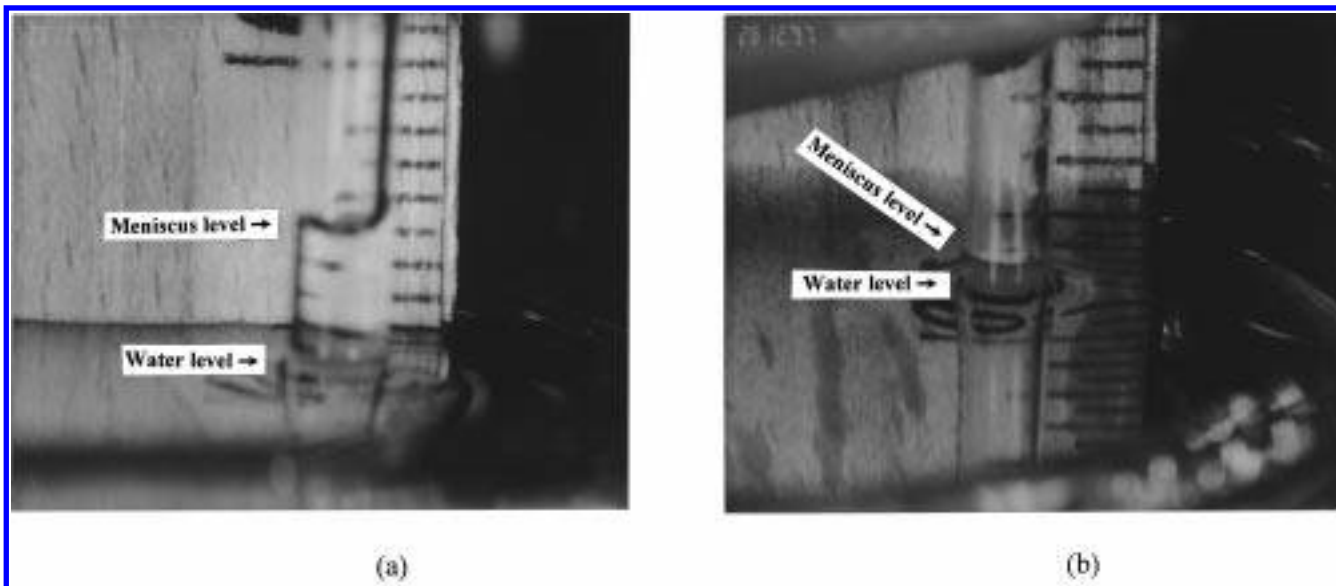 Meniscus level →
Water level →
(a)
Meniscus level →
Water level →
(b)